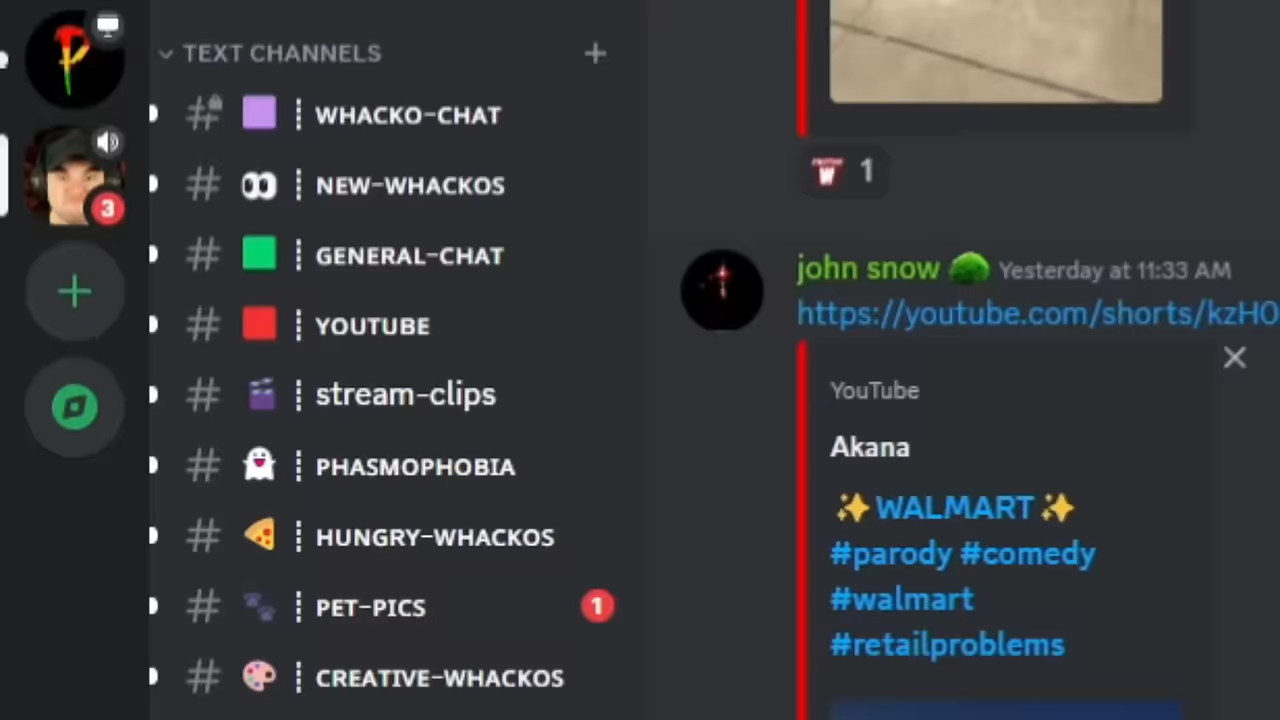 3
TEXT CHANNELS
WHACKO-CHAT
NEW-WHACKOS
GENERAL-CHAT
YOUTUBE
stream-clips
PHASMOPHOBIA
HUNGRY-WHACKOS
PET-PICS 1
CREATIVE-WHACKOS
W 1
john snow Yesterday at 11:33 AM
https://youtube.com/shorts/kzH0
YouTube
Akana
✨WALMART✨
#parody #comedy
#walmart
#retailproblems